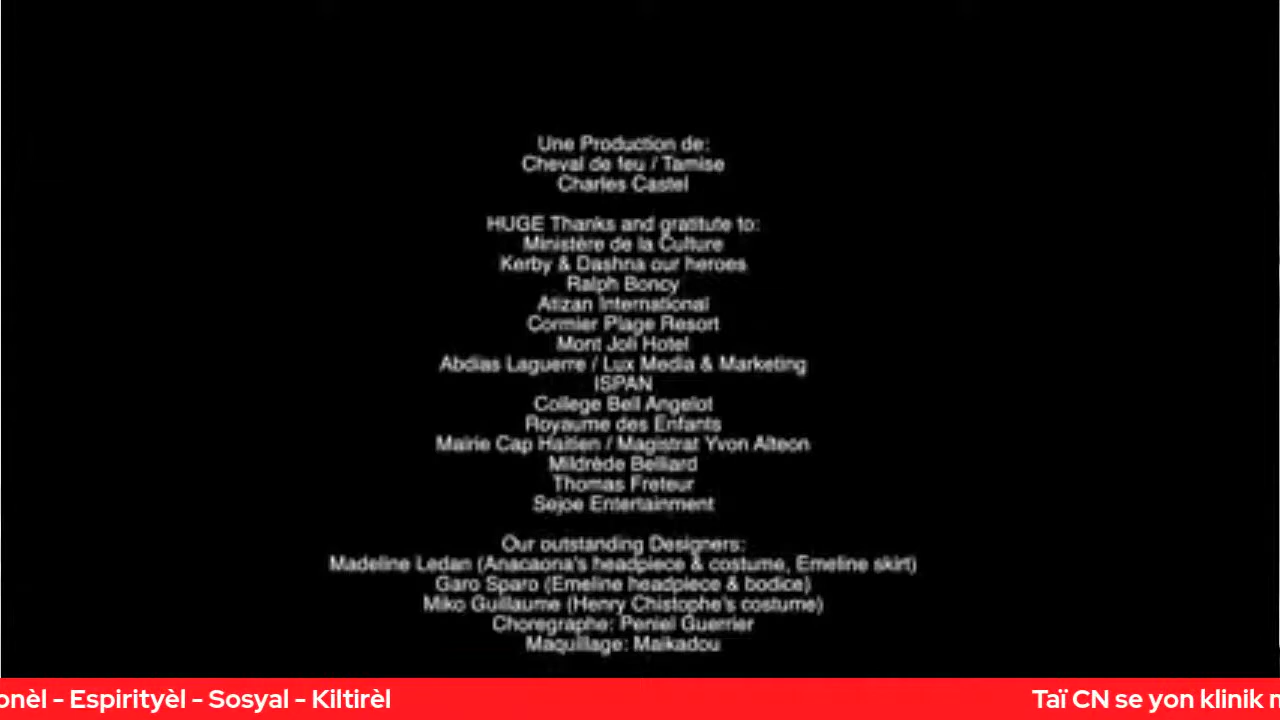 Une Production de:
Cheval de feu / Tamise
Charles Castel
HUGE Thanks and gratitute to:
Ministère de la Culture
Kerby & Dashna our heroes
Ralph Boncy
Atizan International
Cormier Plage Resort
Mont Joli Hotel
Abdias Laguerre / Lux Media & Marketing
ISPAN
College Bell Angelot
Royaume des Enfants
Mairie Cap Haitien / Magistrat Yvon Alteon
Mildrède Belliard
Thomas Freteur
Sejoe Entertainment
Our outstanding Designers:
Madeline Ledan (Anacaona's headpiece & costume, Emeline skirt)
Garo Sparo (Emeline headpiece & bodice)
Miko Guillaume (Henry Chistophe's costume)
Choregraphe: Peniel Guerrier
Maquillage: Maikadou
onèl - Espirityèl - Sosyal - Kiltirèl Taï CN se yon klinik